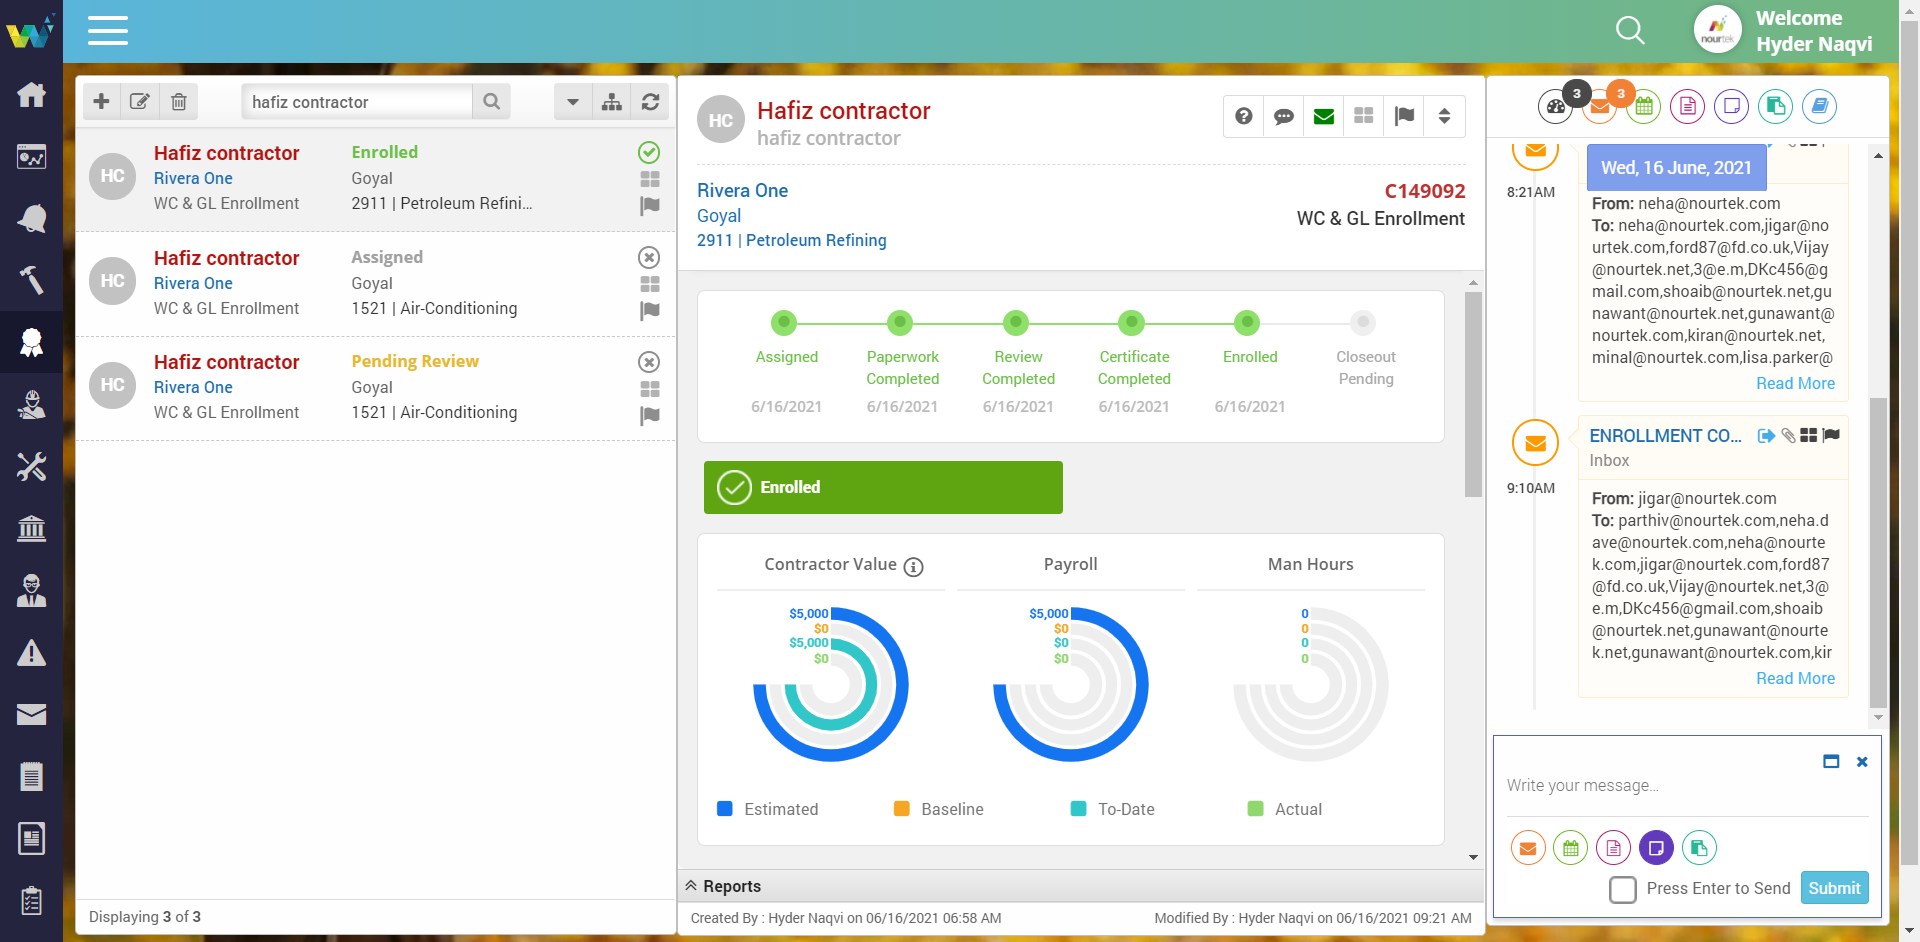 Welcome
Hyder Naqvi
nourtek
hafiz contractor
HC
Hafiz contractor
Enrolled
Rivera One
Goyal
WC & GL Enrollment
2911 | Petroleum Refini...
HC
Hafiz contractor
Assigned
Rivera One
Goyal
WC & GL Enrollment
1521 | Air-Conditioning
HC
Hafiz contractor
Pending Review
Rivera One
Goyal
WC & GL Enrollment
1521 | Air-Conditioning
Displaying 3 of 3
HC
Hafiz contractor
hafiz contractor
Rivera One
C149092
Goyal
WC & GL Enrollment
2911 | Petroleum Refining
Assigned
6/16/2021
Paperwork
Completed
6/16/2021
Review
Completed
6/16/2021
Certificate
Completed
6/16/2021
Enrolled
6/16/2021
Closeout
Pending
Enrolled
Contractor Value
$5,000
$0
$5,000
$0
Payroll
$5,000
$0
$0
$0
Man Hours
0
0
0
0
Estimated
Baseline
To-Date
Actual
Reports
Created By : Hyder Naqvi on 06/16/2021 06:58 AM
Modified By : Hyder Naqvi on 06/16/2021 09:21 AM
3
3
Wed, 16 June, 2021
8:21AM
From: neha@nourtek.com
To: neha@nourtek.com,jigar@no
urtek.com,ford87@fd.co.uk,Vijay
@nourtek.net,3@e.m,DKc456@g
mail.com,shoaib@nourtek.net,gu
nawant@nourtek.net,gunawant@
nourtek.com,kiran@nourtek.net,
minal@nourtek.com,lisa.parker@
Read More
ENROLLMENT CO...
Inbox
9:10AM
From: jigar@nourtek.com
To: parthiv@nourtek.com,neha.d
ave@nourtek.com,neha@nourte
k.com,jigar@nourtek.com,ford87
@fd.co.uk,Vijay@nourtek.net,3@
e.m,DKc456@gmail.com,shoaib
@nourtek.net,gunawant@nourte
k.net,gunawant@nourtek.com,kir
Read More
Write your message...
Press Enter to Send
Submit